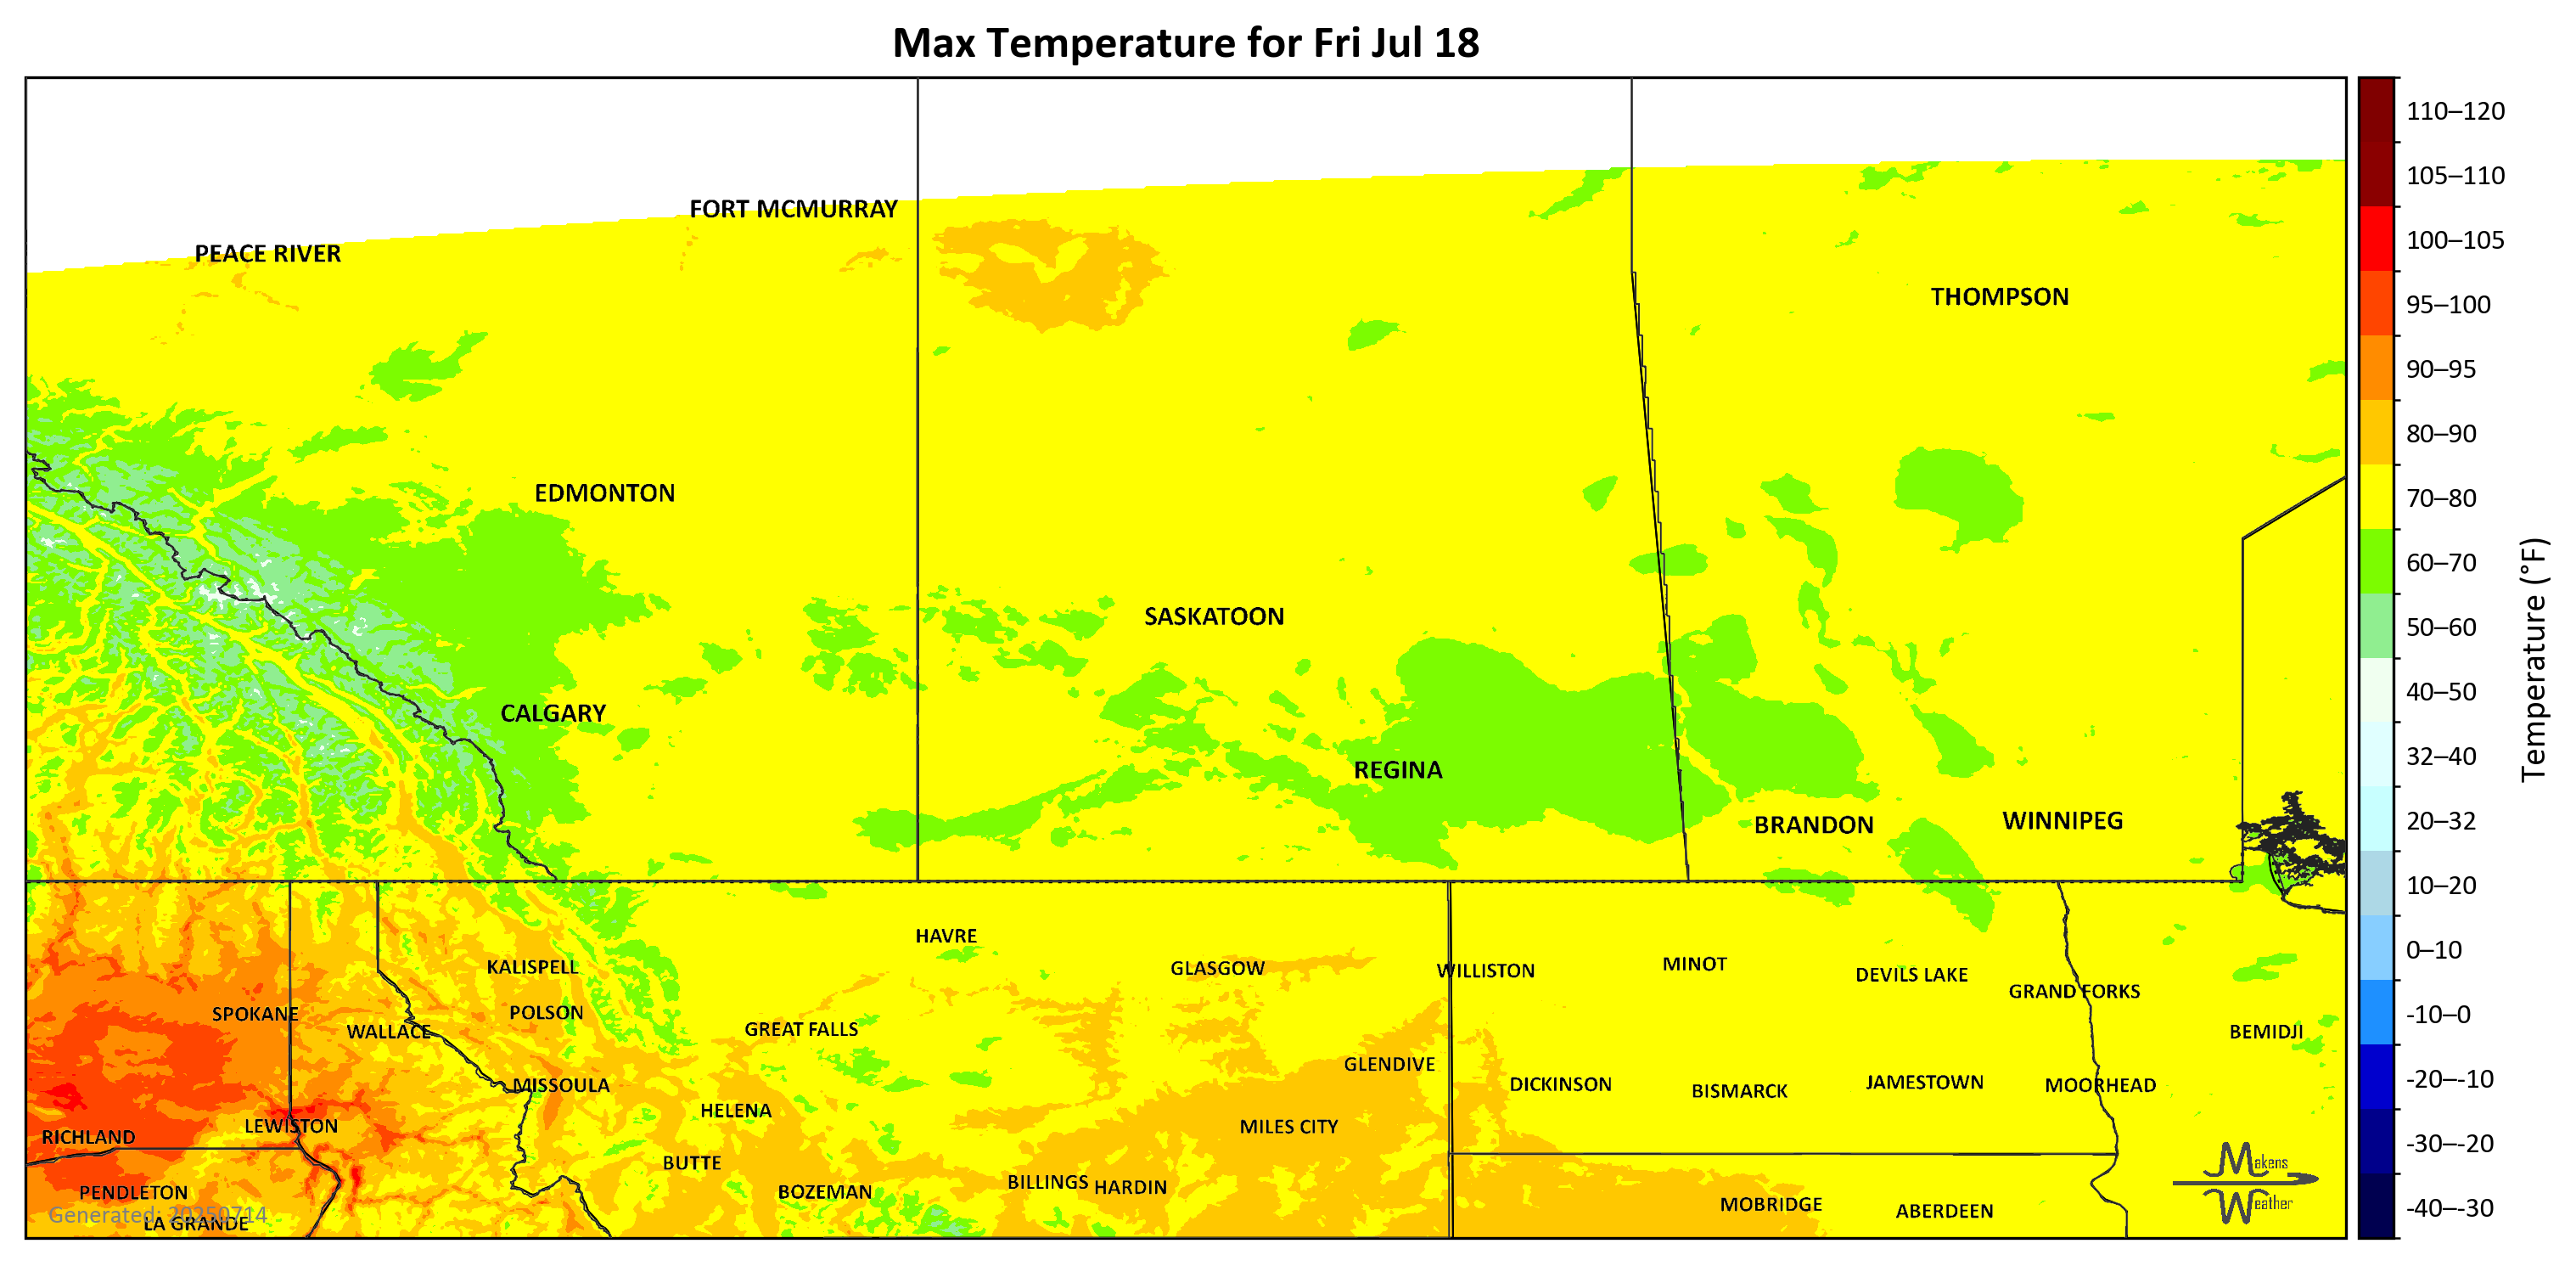 Max Temperature for Fri Jul 18
FORT MCMURRAY
PEACE RIVER
THOMPSON
EDMONTON
SASKATOON
CALGARY
REGINA
BRANDON
WINNIPEG
HAVRE
KALISPELL
GLASGOW
WILLISTON
MINOT
DEVILS LAKE
GRAND FORKS
SPOKANE
POLSON
WALLACE
GREAT FALLS
BEMIDJI
GLENDIVE
MISSOULA
DICKINSON
BISMARCK
JAMESTOWN
MOORHEAD
HELENA
LEWISTON
MILES CITY
RICHLAND
BUTTE
BILLINGS
HARDIN
PENDLETON
BOZEMAN
MOBRIDGE
ABERDEEN
LA GRANDE
Generated: 20250714
Makens
Weather
110–120
105–110
100–105
95–100
90–95
80–90
70–80
60–70
50–60
40–50
32–40
20–32
10–20
0–10
-10–0
-20–-10
-30–-20
-40–-30
Temperature (°F)